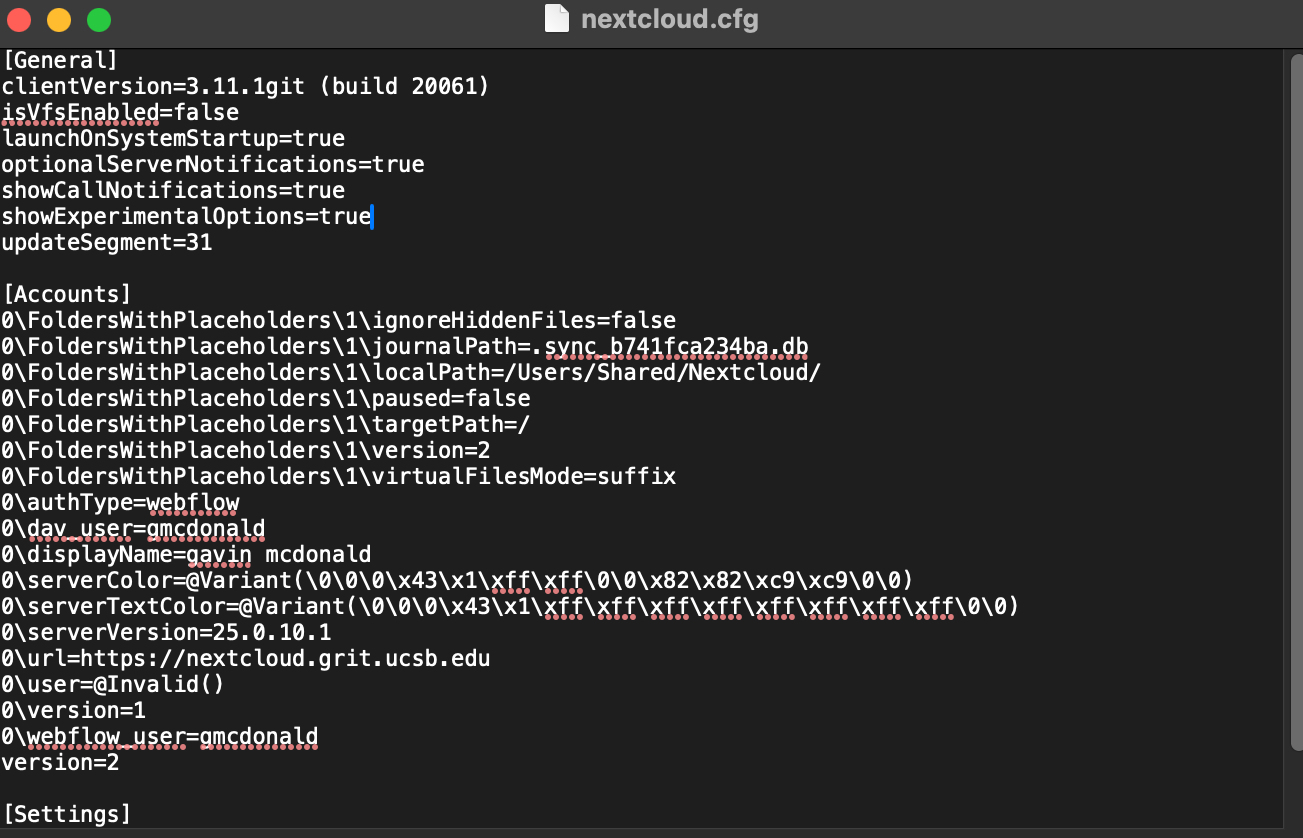 nextcloud.cfg
[General]
clientVersion=3.11.1git (build 20061)
isVfsEnabled=false
launchOnSystemStartup=true
optionalServerNotifications=true
showCallNotifications=true
showExperimentalOptions=true
updateSegment=31
[Accounts]
0\FoldersWithPlaceholders\1\ignoreHiddenFiles=false
0\FoldersWithPlaceholders\1\journalPath=.sync_b741fca234ba.db
0\FoldersWithPlaceholders\1\localPath=/Users/Shared/Nextcloud/
0\FoldersWithPlaceholders\1\paused=false
0\FoldersWithPlaceholders\1\targetPath=/
0\FoldersWithPlaceholders\1\version=2
0\FoldersWithPlaceholders\1\virtualFilesMode=suffix
0\authType=webflow
0\dav_user=gmcdonald
0\displayName=gavin mcdonald
0\serverColor=@Variant(\0\0\0\x43\x1\xff\xff\0\0\x82\x82\xc9\xc9\0\0)
0\serverTextColor=@Variant(\0\0\0\x43\x1\xff\xff\xff\xff\xff\xff\xff\xff\0\0)
0\serverVersion=25.0.10.1
0\url=https://nextcloud.grit.ucsb.edu
0\user=@Invalid()
0\version=1
0\webflow_user=gmcdonald
version=2
[Settings]